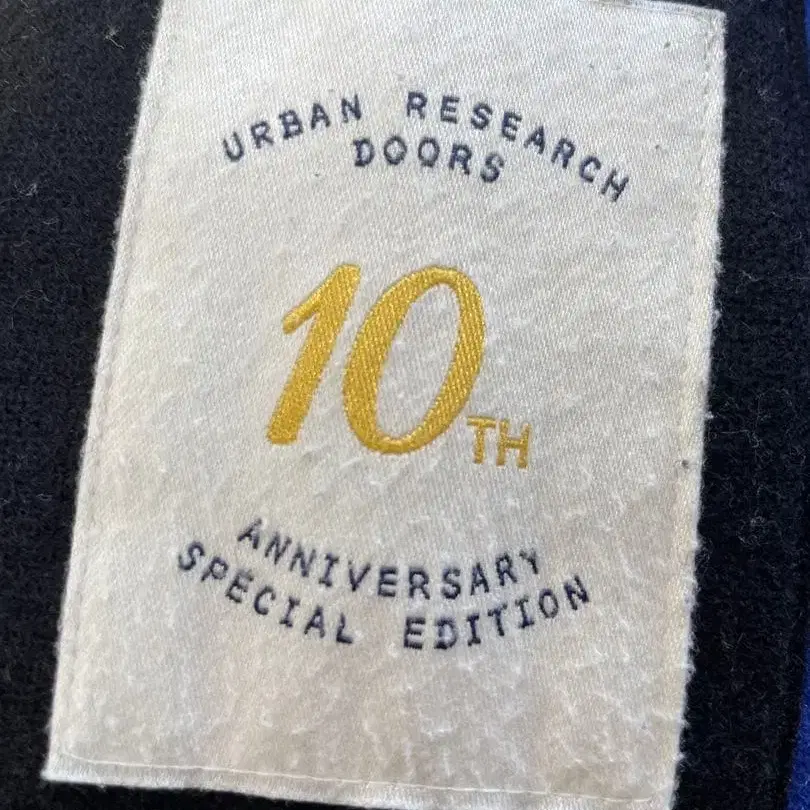 URBAN RESEARCH
DOORS
10TH
ANNIVERSARY
SPECIAL EDITION